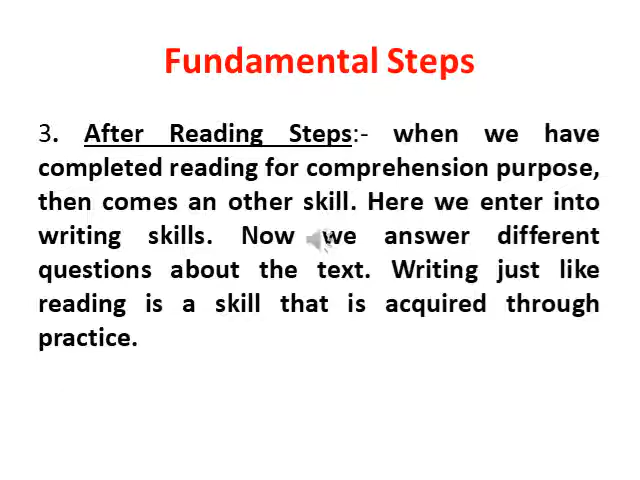 Fundamental Steps
3. After Reading Steps:- when we have
completed reading for comprehension purpose,
then comes an other skill. Here we enter into
writing skills. Now we answer different
questions about the text. Writing just like
reading is a skill that is acquired through
practice.